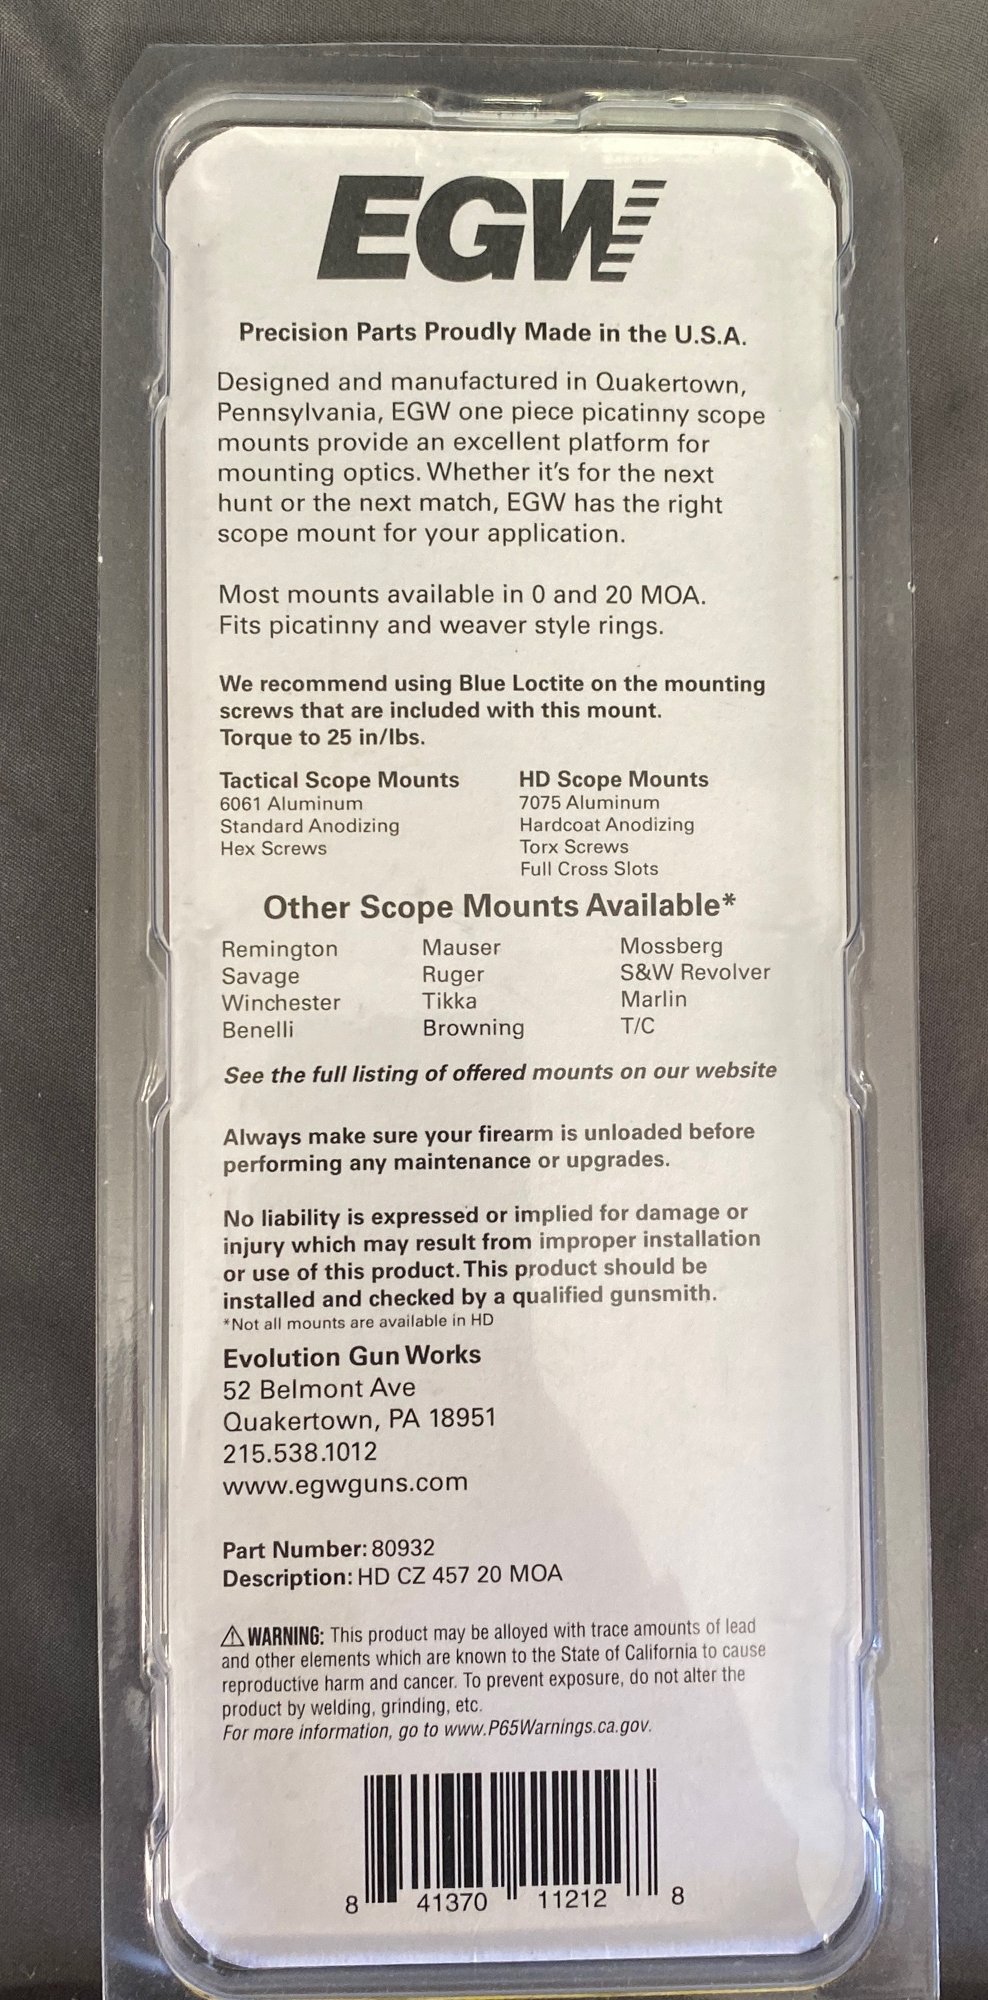 EGW
Precision Parts Proudly Made in the U.S.A.
Designed and manufactured in Quakertown,
Pennsylvania, EGW one piece picatinny scope
mounts provide an excellent platform for
mounting optics. Whether it's for the next
hunt or the next match, EGW has the right
scope mount for your application.
Most mounts available in 0 and 20 MOA.
Fits picatinny and weaver style rings.
We recommend using Blue Loctite on the mounting
screws that are included with this mount.
Torque to 25 in/lbs.
Tactical Scope Mounts
6061 Aluminum
Standard Anodizing
Hex Screws
HD Scope Mounts
7075 Aluminum
Hardcoat Anodizing
Torx Screws
Full Cross Slots
Other Scope Mounts Available*
Remington
Savage
Winchester
Benelli
Mauser
Ruger
Tikka
Browning
Mossberg
S&W Revolver
Marlin
T/C
See the full listing of offered mounts on our website
Always make sure your firearm is unloaded before
performing any maintenance or upgrades.
No liability is expressed or implied for damage or
injury which may result from improper installation
or use of this product. This product should be
installed and checked by a qualified gunsmith.
*Not all mounts are available in HD
Evolution Gun Works
52 Belmont Ave
Quakertown, PA 18951
215.538.1012
www.egwguns.com
Part Number: 80932
Description: HD CZ 457 20 MOA
⚠ WARNING: This product may be alloyed with trace amounts of lead
and other elements which are known to the State of California to cause
reproductive harm and cancer. To prevent exposure, do not alter the
product by welding, grinding, etc.
For more information, go to www.P65Warnings.ca.gov.
8 41370 11212 8